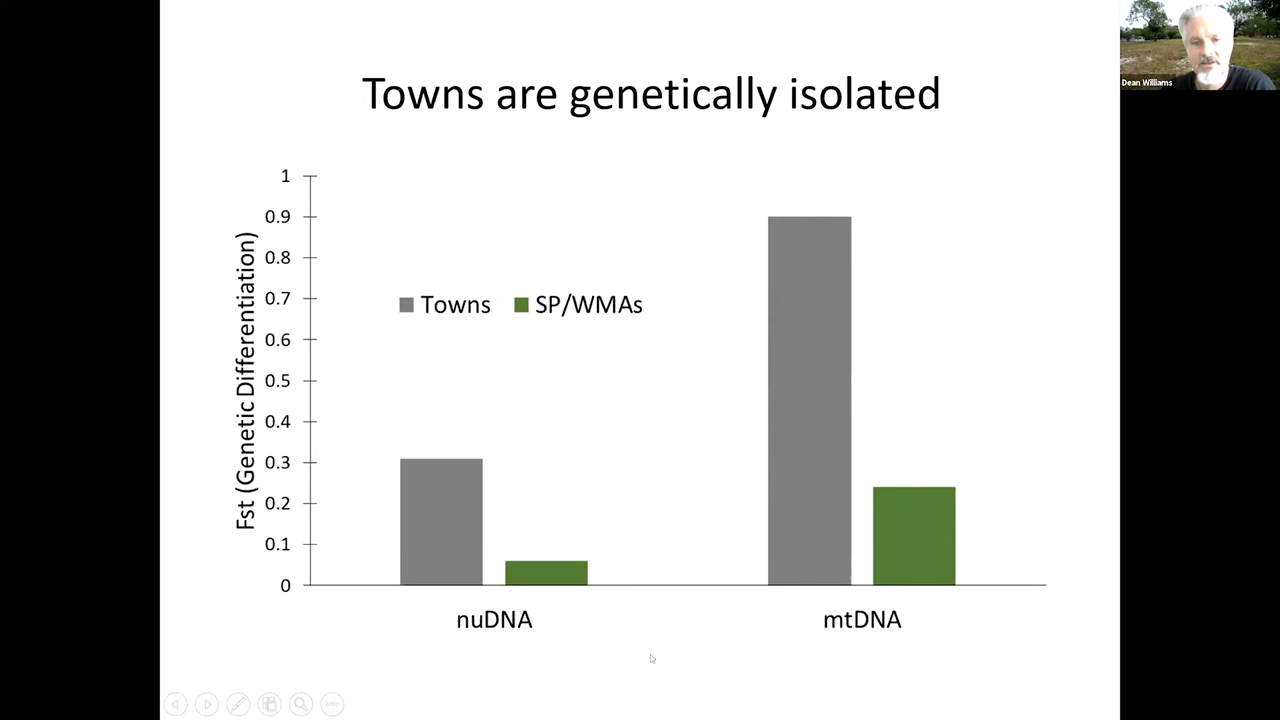 Towns are genetically isolated
Dean Williams
Fst (Genetic Differentiation)
1
0.9
0.8
0.7
0.6
0.5
0.4
0.3
0.2
0.1
0
Towns SP/WMAs
nuDNA mtDNA